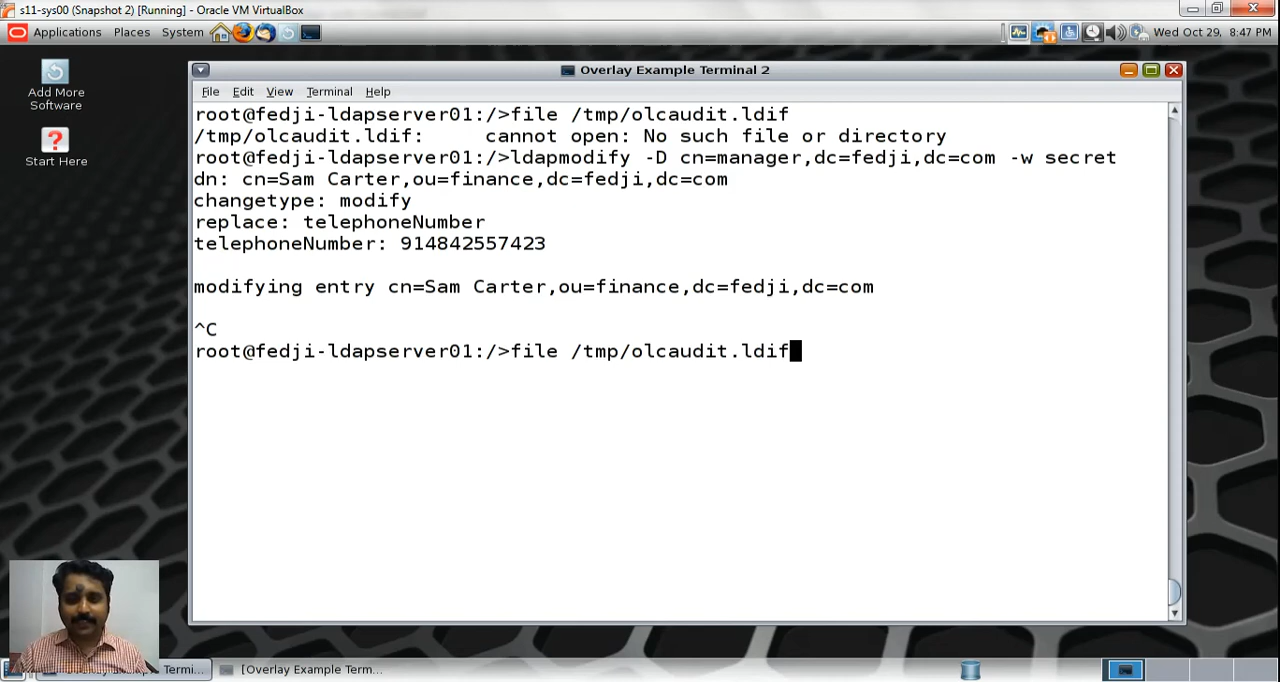 s11-sys00 (Snapshot 2) [Running] - Oracle VM VirtualBox
Applications Places System Wed Oct 29, 8:47 PM
Add More
Software
Start Here
Overlay Example Terminal 2
File Edit View Terminal Help
root@fedji-ldapserver01:/>file /tmp/olcaudit.ldif
/tmp/olcaudit.ldif: cannot open: No such file or directory
root@fedji-ldapserver01:/>ldapmodify -D cn=manager,dc=fedji,dc=com -w secret
dn: cn=Sam Carter,ou=finance,dc=fedji,dc=com
changetype: modify
replace: telephoneNumber
telephoneNumber: 914842557423
modifying entry cn=Sam Carter,ou=finance,dc=fedji,dc=com
^C
root@fedji-ldapserver01:/>file /tmp/olcaudit.ldif
Termi... [Overlay Example Term...